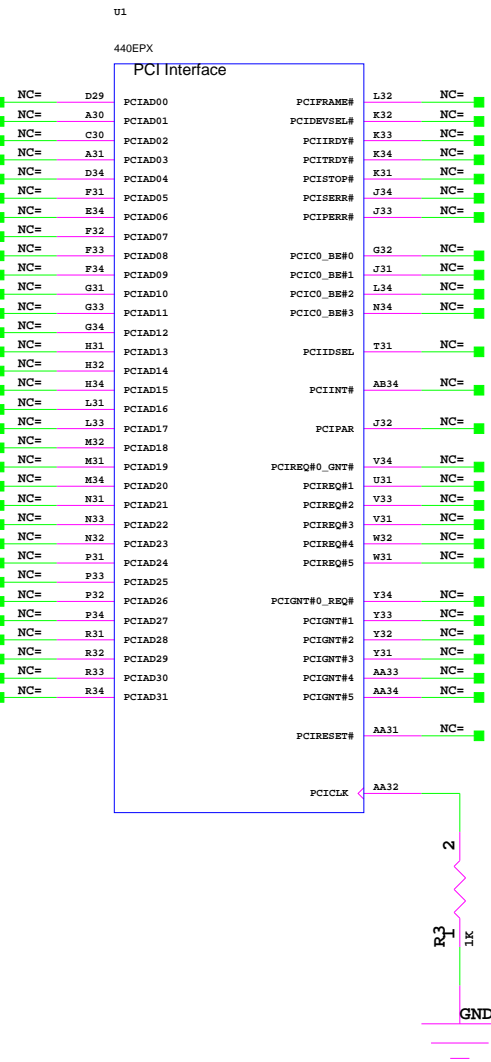 U1
440EPX
PCI Interface
NC= D29 PCIAD00 PCIFRAME# L32 NC=
NC= A30 PCIAD01 PCIDEVSEL# K32 NC=
NC= C30 PCIAD02 PCIIRDY# K33 NC=
NC= A31 PCIAD03 PCITRDY# K34 NC=
NC= D34 PCIAD04 PCISTOP# K31 NC=
NC= F31 PCIAD05 PCISERR# J34 NC=
NC= E34 PCIAD06 PCIPERR# J33 NC=
NC= F32 PCIAD07
NC= F33 PCIAD08 PCIC0_BE#0 G32 NC=
NC= F34 PCIAD09 PCIC0_BE#1 J31 NC=
NC= G31 PCIAD10 PCIC0_BE#2 L34 NC=
NC= G33 PCIAD11 PCIC0_BE#3 N34 NC=
NC= G34 PCIAD12
NC= H31 PCIAD13 PCIIDSEL T31 NC=
NC= H32 PCIAD14
NC= H34 PCIAD15 PCIINT# AB34 NC=
NC= L31 PCIAD16
NC= L33 PCIAD17 PCIPAR J32 NC=
NC= M32 PCIAD18
NC= M31 PCIAD19 PCIREQ#0_GNT# V34 NC=
NC= M34 PCIAD20 PCIREQ#1 U31 NC=
NC= N31 PCIAD21 PCIREQ#2 V33 NC=
NC= N33 PCIAD22 PCIREQ#3 V31 NC=
NC= N32 PCIAD23 PCIREQ#4 W32 NC=
NC= P31 PCIAD24 PCIREQ#5 W31 NC=
NC= P33 PCIAD25
NC= P32 PCIAD26 PCIGNT#0_REQ# Y34 NC=
NC= P34 PCIAD27 PCIGNT#1 Y33 NC=
NC= R31 PCIAD28 PCIGNT#2 Y32 NC=
NC= R32 PCIAD29 PCIGNT#3 Y31 NC=
NC= R33 PCIAD30 PCIGNT#4 AA33 NC=
NC= R34 PCIAD31 PCIGNT#5 AA34 NC=
PCIRESET# AA31 NC=
PCICLK AA32
2
R3 1 1K
GND